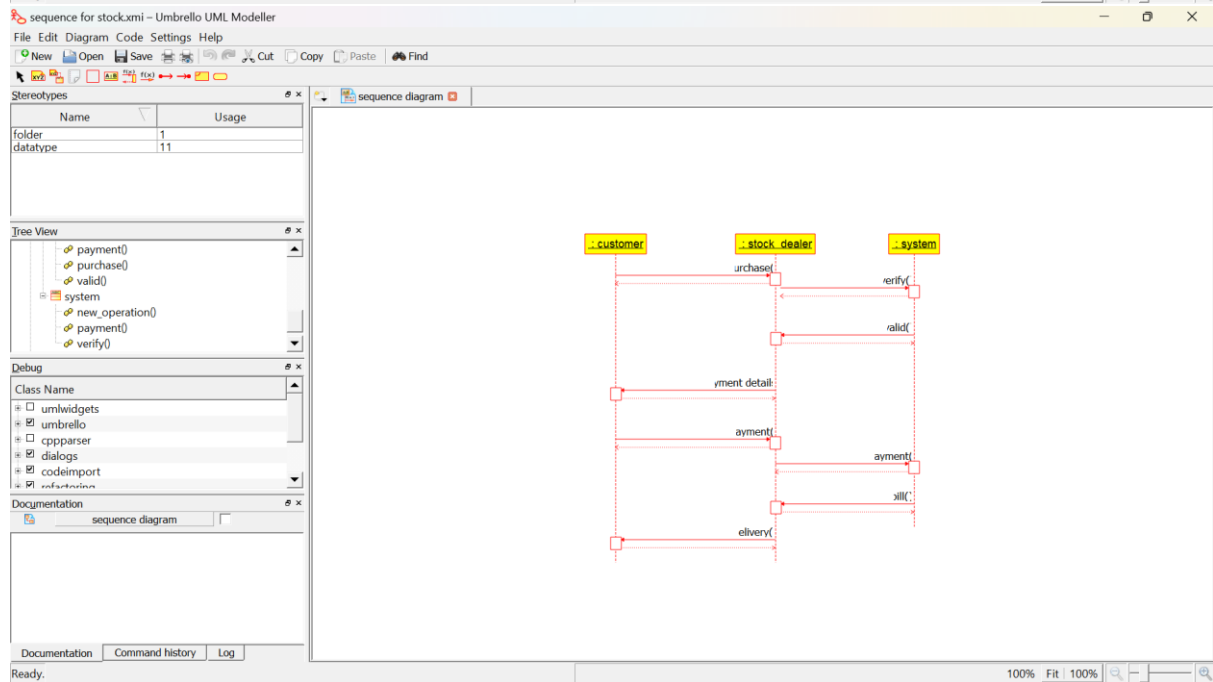 sequence for stock.xmi – Umbrello UML Modeller
File Edit Diagram Code Settings Help
New Open Save Cut Copy Paste Find
Stereotypes
sequence diagram
Name Usage
folder 1
datatype 11
Tree View
payment()
purchase()
valid()
system
new_operation()
payment()
verify()
Debug
Class Name
umlwidgets
umbrello
cppparser
dialogs
codeimport
refactoring
Documentation
sequence diagram
Documentation Command history Log
Ready.
: customer : stock_dealer : system
urchase(
verify(
valid(
yment detail
ayment(
ayment(
elivery(
100% Fit 100%